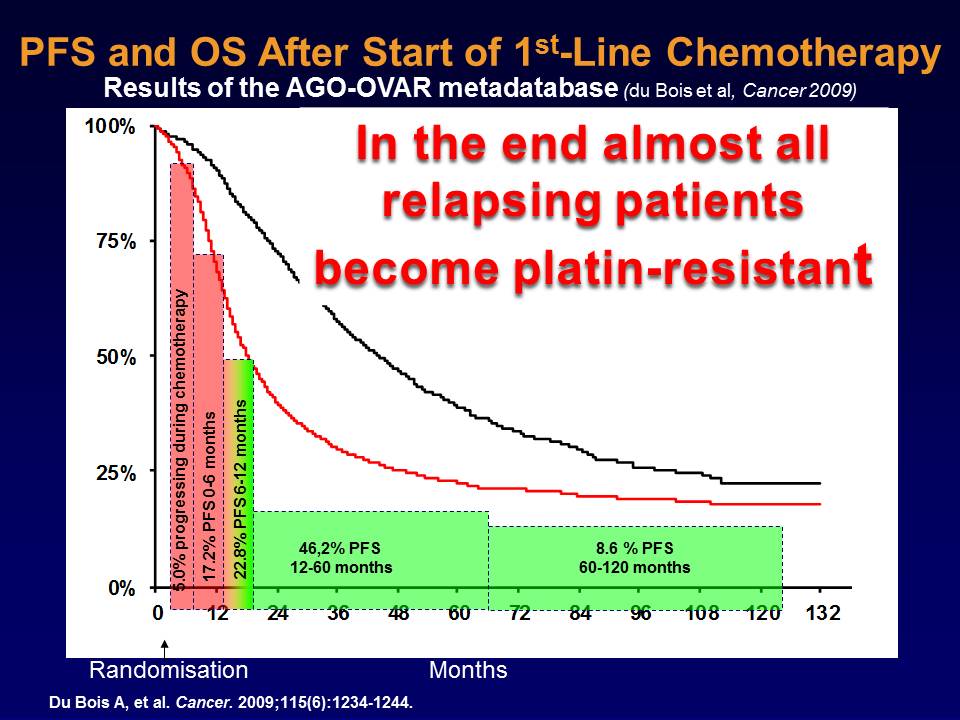 PFS and OS After Start of 1st-Line Chemotherapy
Results of the AGO-OVAR metadatabase (du Bois et al, Cancer 2009)
In the end almost all
relapsing patients
become platin-resistant
100%
75%
50%
25%
0%
5.0% progressing during chemotherapy
17.2% PFS 0-6 months
22.8% PFS 6-12 months
46,2% PFS
12-60 months
8.6 % PFS
60-120 months
0 12 24 36 48 60 72 84 96 108 120 132
Randomisation
Months
Du Bois A, et al. Cancer. 2009;115(6):1234-1244.